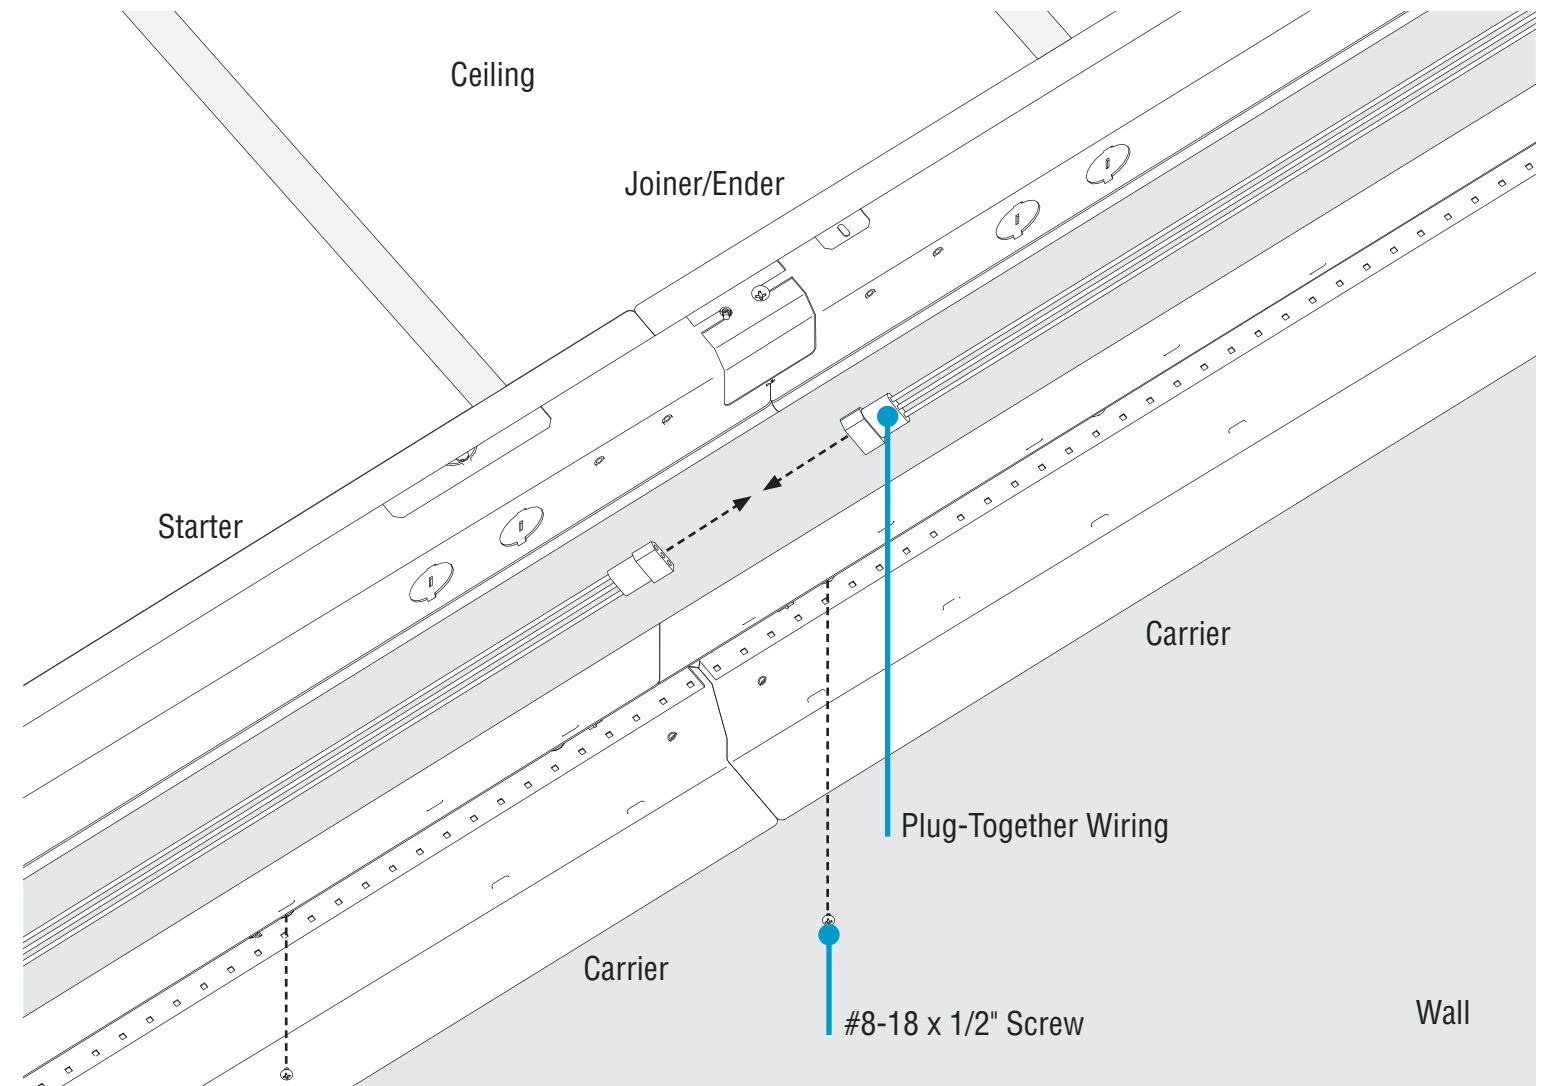 Ceiling
Joiner/Ender
Starter
Carrier
Plug-Together Wiring
Carrier
#8-18 x 1/2" Screw
Wall